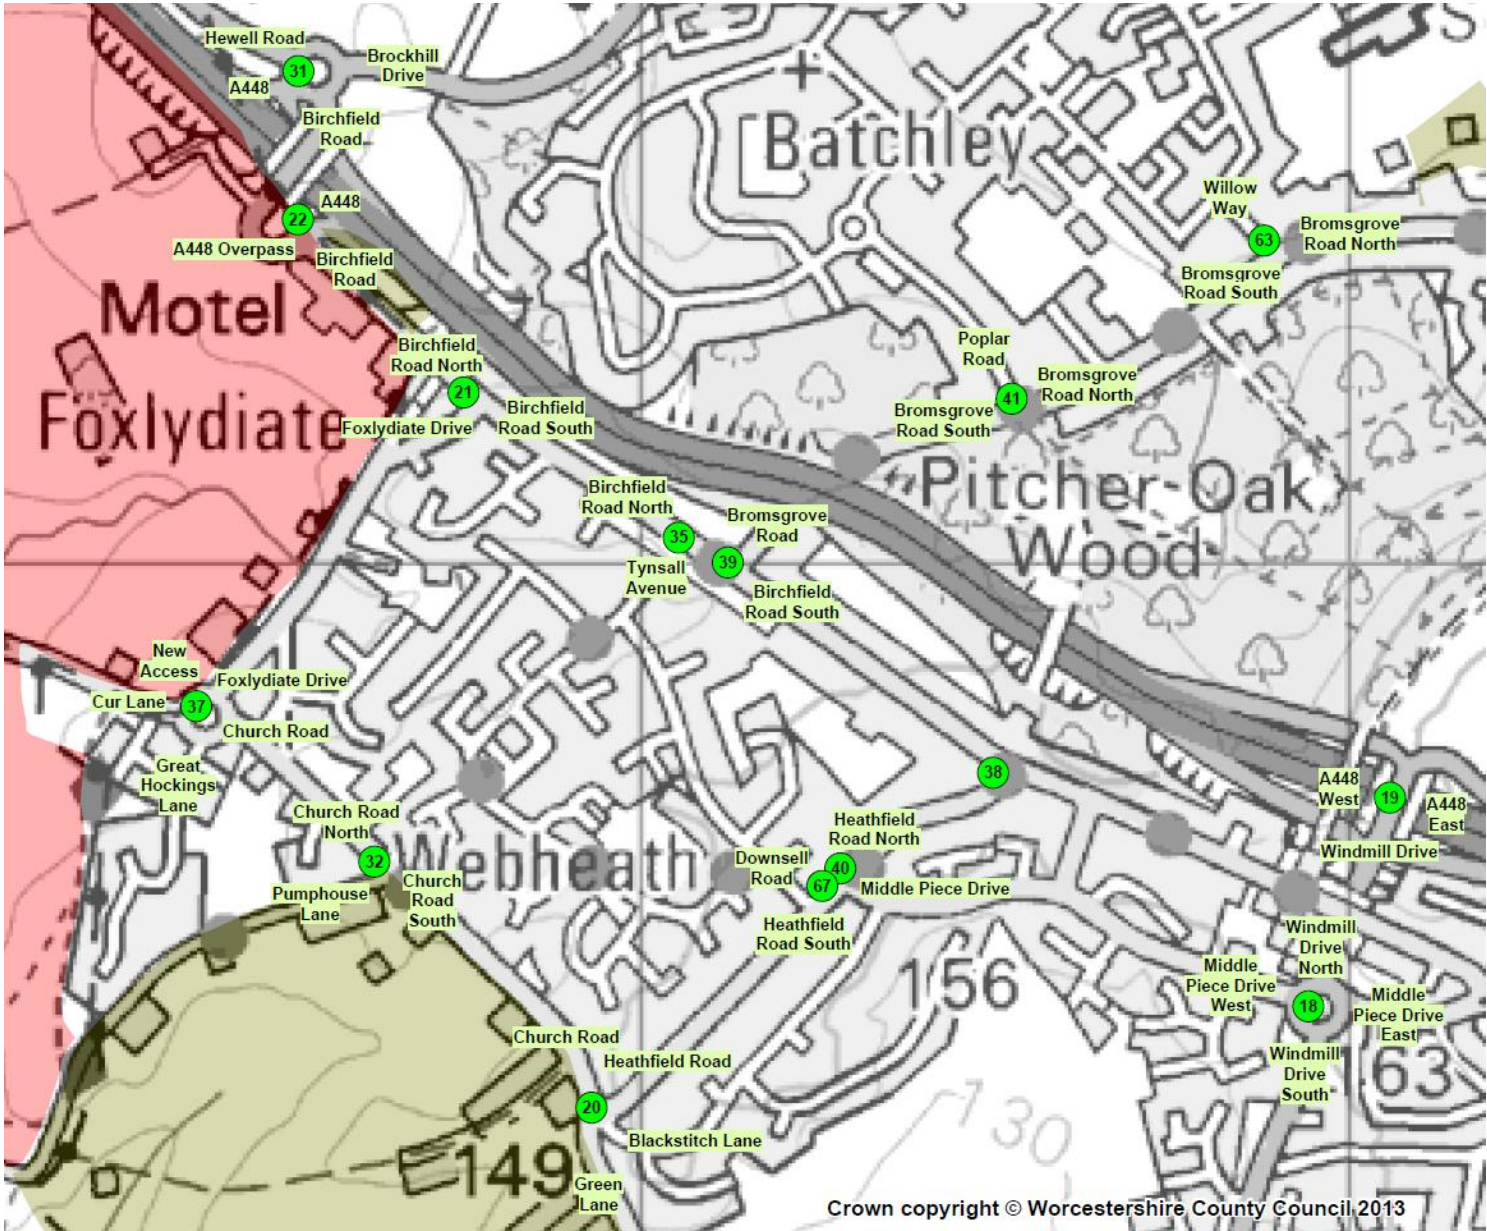 Hewell Road
31
Brockhill
Drive
A448
Birchfield
Road
Batchley
S
A448
22
A448 Overpass
Birchfield
Road
Willow
Way
63
Bromsgrove
Road North
Bromsgrove
Road South
Motel
Foxlydiate
Birchfield
Road North
21
Foxlydiate Drive
Birchfield
Road South
Poplar
Road
41
Bromsgrove
Road North
Bromsgrove
Road South
Pitcher Oak
Wood
Birchfield
Road North
35
Bromsgrove
Road
39
Tynsall
Avenue
Birchfield
Road South
New
Access
Foxlydiate Drive
Cur Lane
37
Church Road
Great
Hockings
Lane
38
A448
West
19
A448
East
Windmill Drive
Church Road
North
32
Webheath
Pumphouse
Lane
Church
Road
South
Heathfield
Road North
Downsell
Road
40
67
Middle Piece Drive
Heathfield
Road South
156
Windmill
Drive
North
Middle
Piece Drive
West
18
Middle
Piece Drive
East
Windmill
Drive
South
63
130
Church Road
Heathfield Road
20
Blackstitch Lane
149
Green
Lane
Crown copyright © Worcestershire County Council 2013